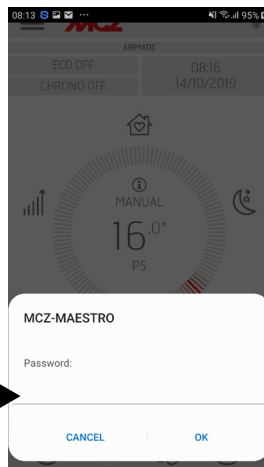 08:13 95%
MCZ
AIRMATIC
ECO OFF
CHRONO OFF
08:16
14/10/2019
MANUAL
16.0°
P5
MCZ-MAESTRO
Password:
CANCEL OK